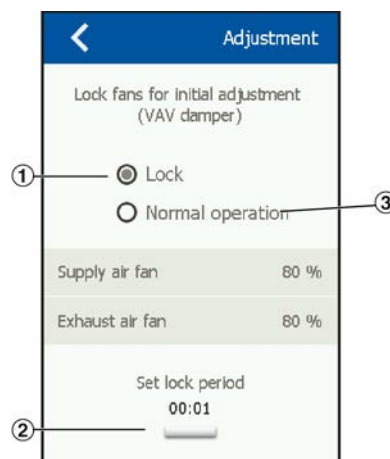 Adjustment
Lock fans for initial adjustment
(VAV damper)
1
Lock
Normal operation
3
Supply air fan 80 %
Exhaust air fan 80 %
Set lock period
00:01
2